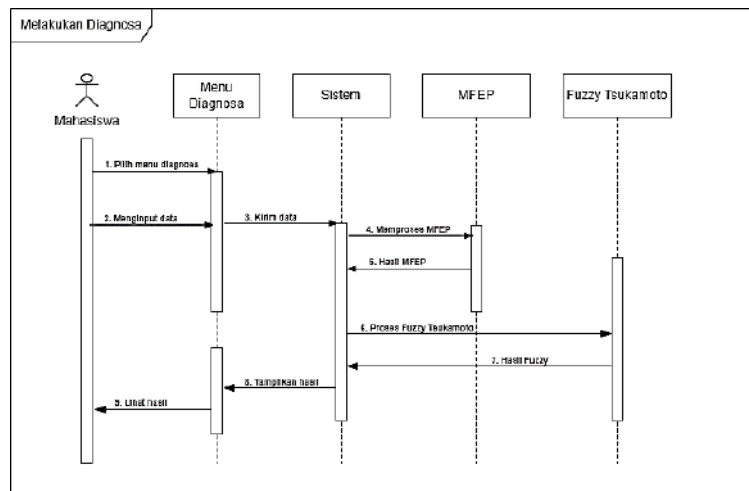 Melakukan Diagnosa
Menu
Diagnosa
Sistem
MFEP
Fuzzy Tsukamoto
Mahasiswa
1. Pilih menu diagnosa
2. Menginput data
3. Kirim data
4. Memproses MFEP
5. Hasil MFEP
6. Proses Fuzzy Tsukamoto
7. Hasil Fuzzy
8. Tampilkan hasil
9. Lihat hasil